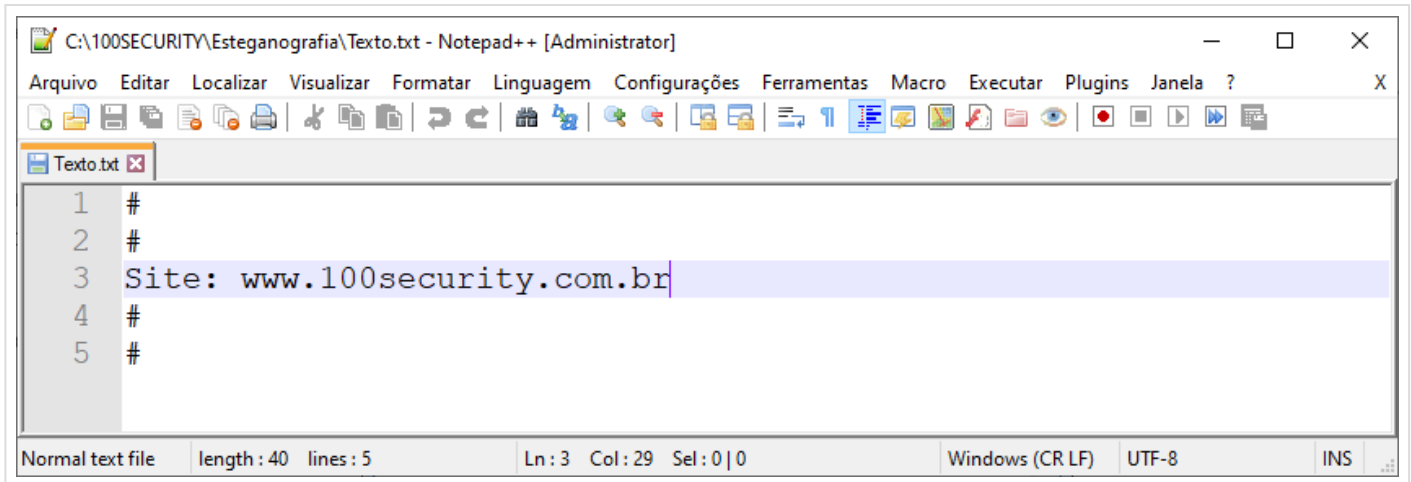 C:\100SECURITY\Esteganografia\Texto.txt - Notepad++ [Administrator]
Arquivo Editar Localizar Visualizar Formatar Linguagem Configurações Ferramentas Macro Executar Plugins Janela ? X
Texto.txt
1 #
2 #
3 Site: www.100security.com.br
4 #
5 #
Normal text file length : 40 lines : 5 Ln : 3 Col : 29 Sel : 0 | 0 Windows (CR LF) UTF-8 INS